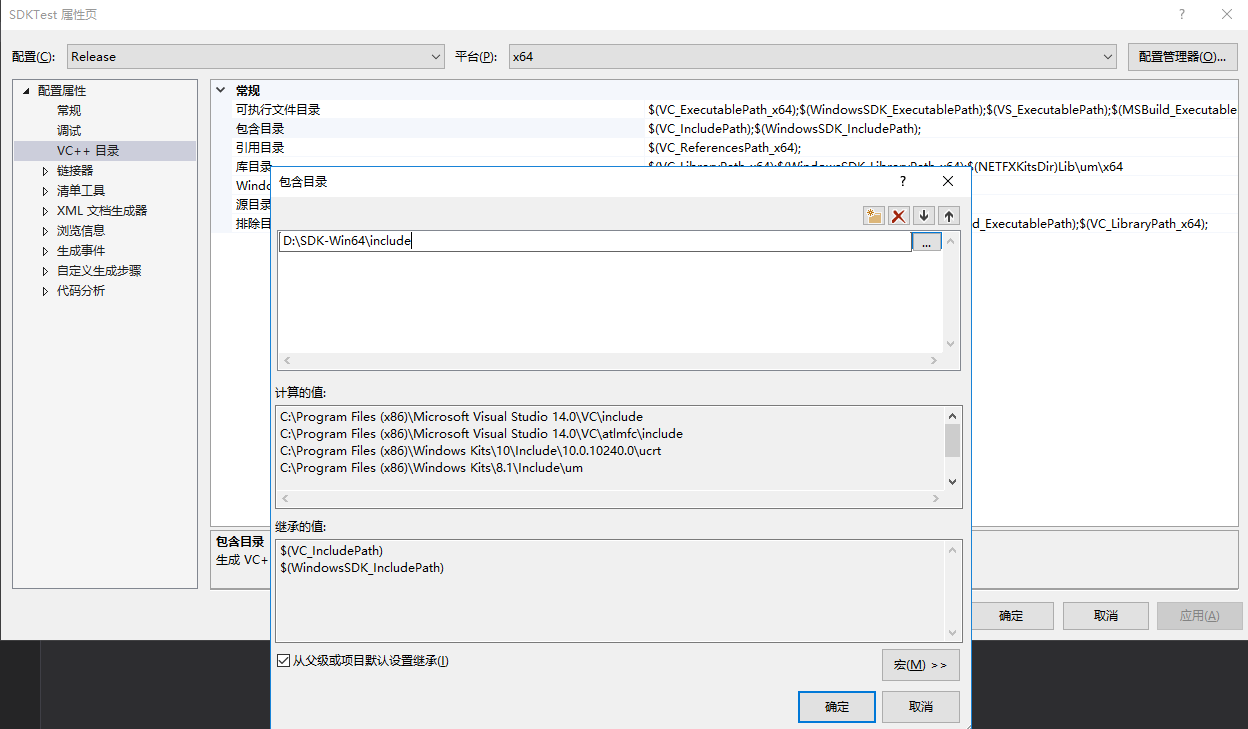 SDKTest 属性页
配置(C): Release 平台(P): x64 配置管理器(O)...
配置属性
常规
调试
VC++ 目录
链接器
清单工具
XML 文档生成器
浏览信息
生成事件
自定义生成步骤
代码分析
常规
可执行文件目录 $(VC_ExecutablePath_x64);$(WindowsSDK_ExecutablePath);$(VS_ExecutablePath);$(MSBuild_Executable
包含目录 $(VC_IncludePath);$(WindowsSDK_IncludePath);
引用目录 $(VC_ReferencesPath_x64);
库目录 $(VC_LibraryPath_x64);$(WindowsSDK_LibraryPath_x64);$(NETFXKitsDir)Lib\um\x64
Windo
源目录
排除目 d_ExecutablePath);$(VC_LibraryPath_x64);
包含目录
生成 VC+
包含目录
D:\SDK-Win64\include
...
计算的值:
C:\Program Files (x86)\Microsoft Visual Studio 14.0\VC\include
C:\Program Files (x86)\Microsoft Visual Studio 14.0\VC\atlmfc\include
C:\Program Files (x86)\Windows Kits\10\Include\10.0.10240.0\ucrt
C:\Program Files (x86)\Windows Kits\8.1\Include\um
继承的值:
$(VC_IncludePath)
$(WindowsSDK_IncludePath)
从父级或项目默认设置继承(I)
宏(M) >>
确定 取消
确定 取消 应用(A)